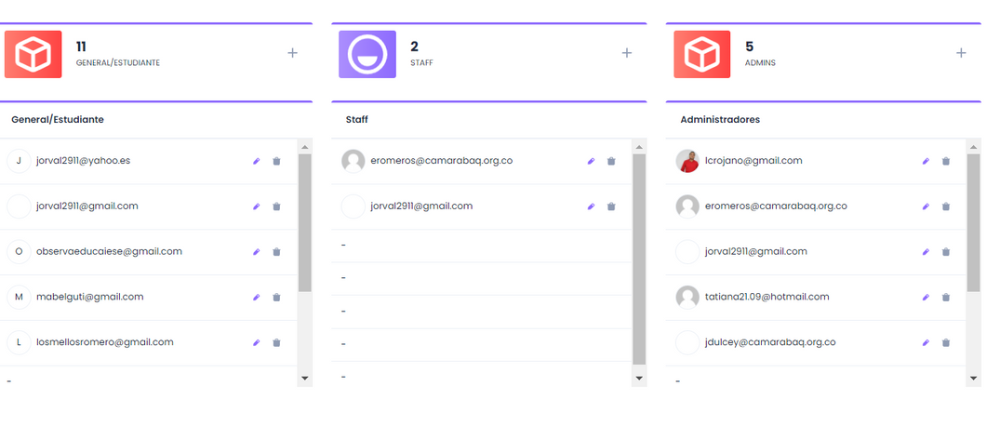 11
GENERAL/ESTUDIANTE
+
2
STAFF
+
5
ADMINS
+
General/Estudiante
J jorval2911@yahoo.es
jorval2911@gmail.com
O observaeducaiese@gmail.com
M mabelguti@gmail.com
L losmellosromero@gmail.com
-
Staff
eromeros@camarabaq.org.co
jorval2911@gmail.com
-
-
-
-
-
Administradores
lcrojano@gmail.com
eromeros@camarabaq.org.co
jorval2911@gmail.com
tatiana21.09@hotmail.com
jdulcey@camarabaq.org.co
-